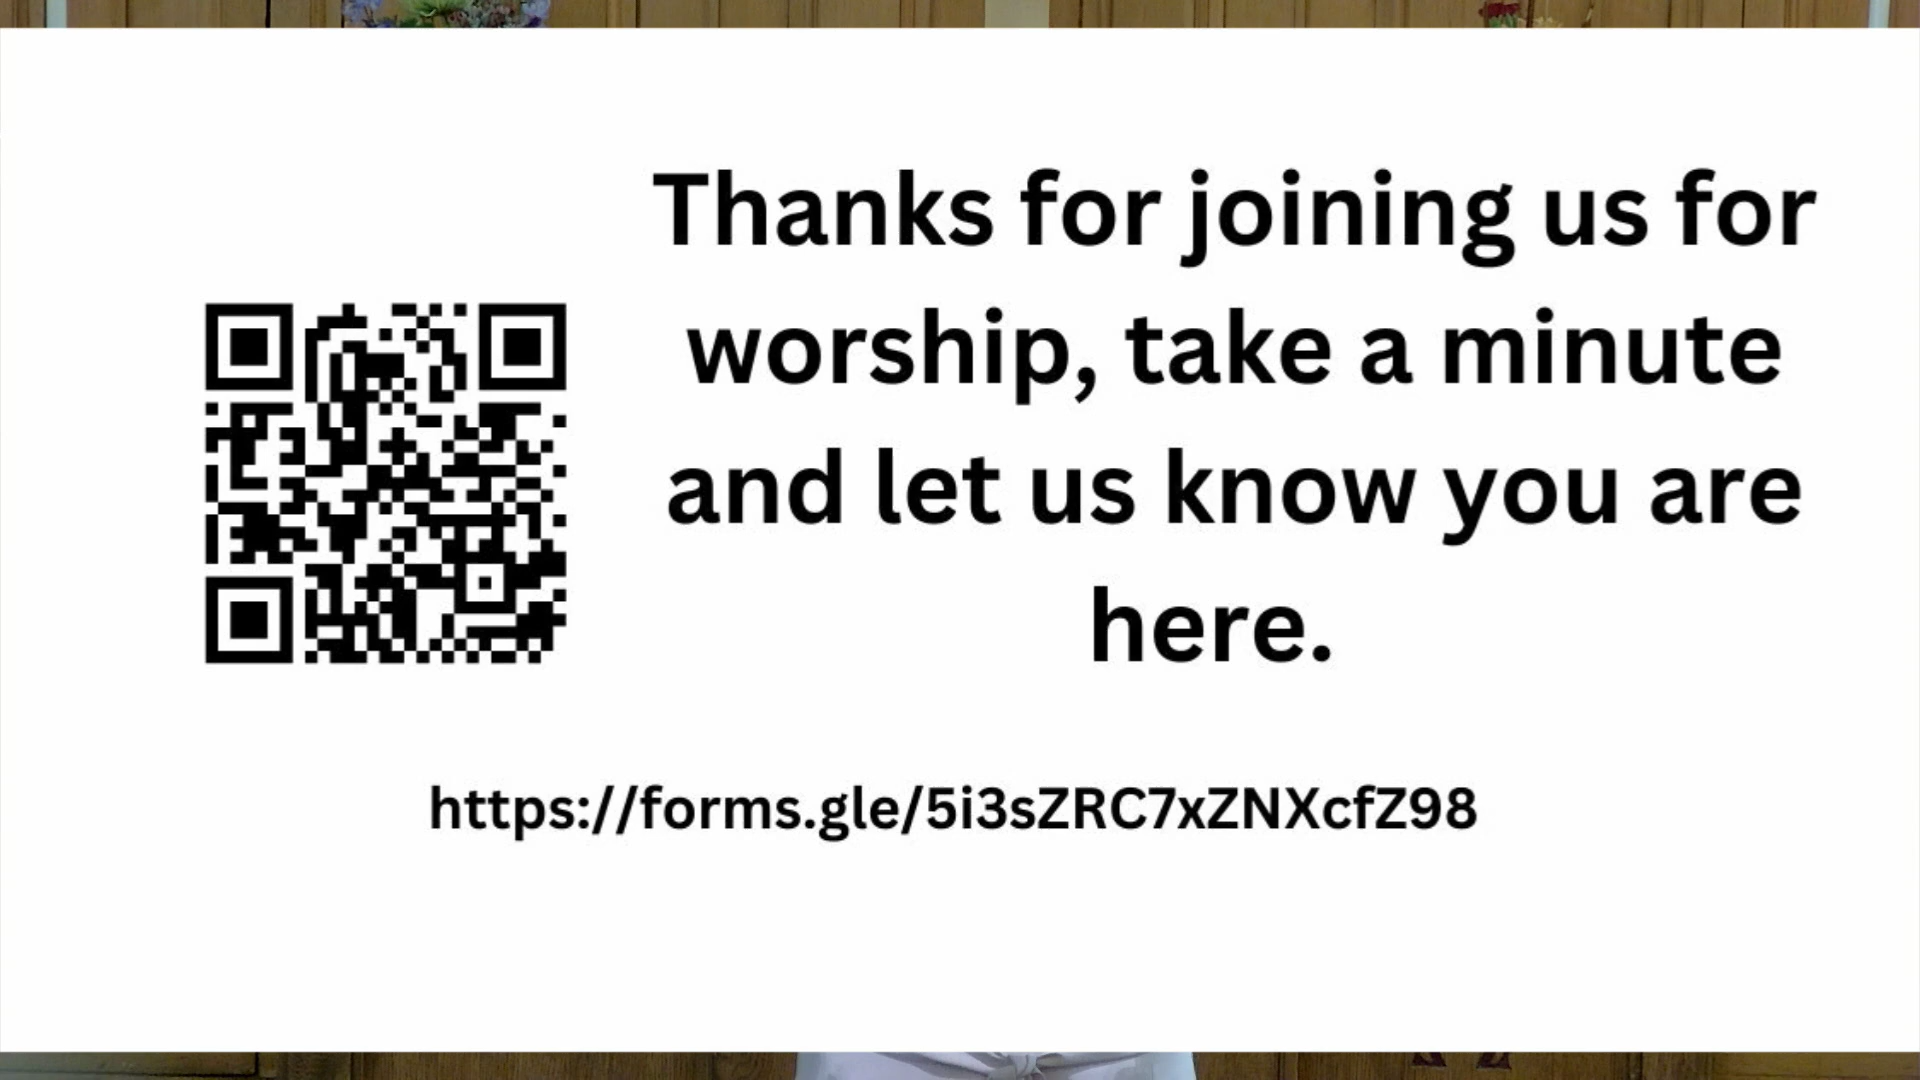 Thanks for joining us for
worship, take a minute
and let us know you are
here.
https://forms.gle/5i3sZRC7xZNXcfZ98